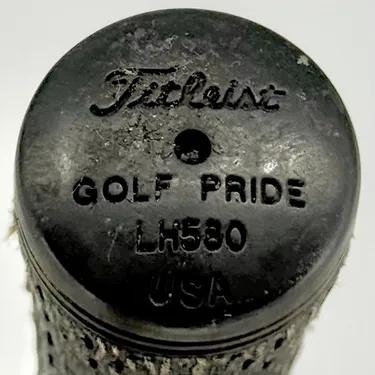 Titleist
GOLF PRIDE
LH580
USA